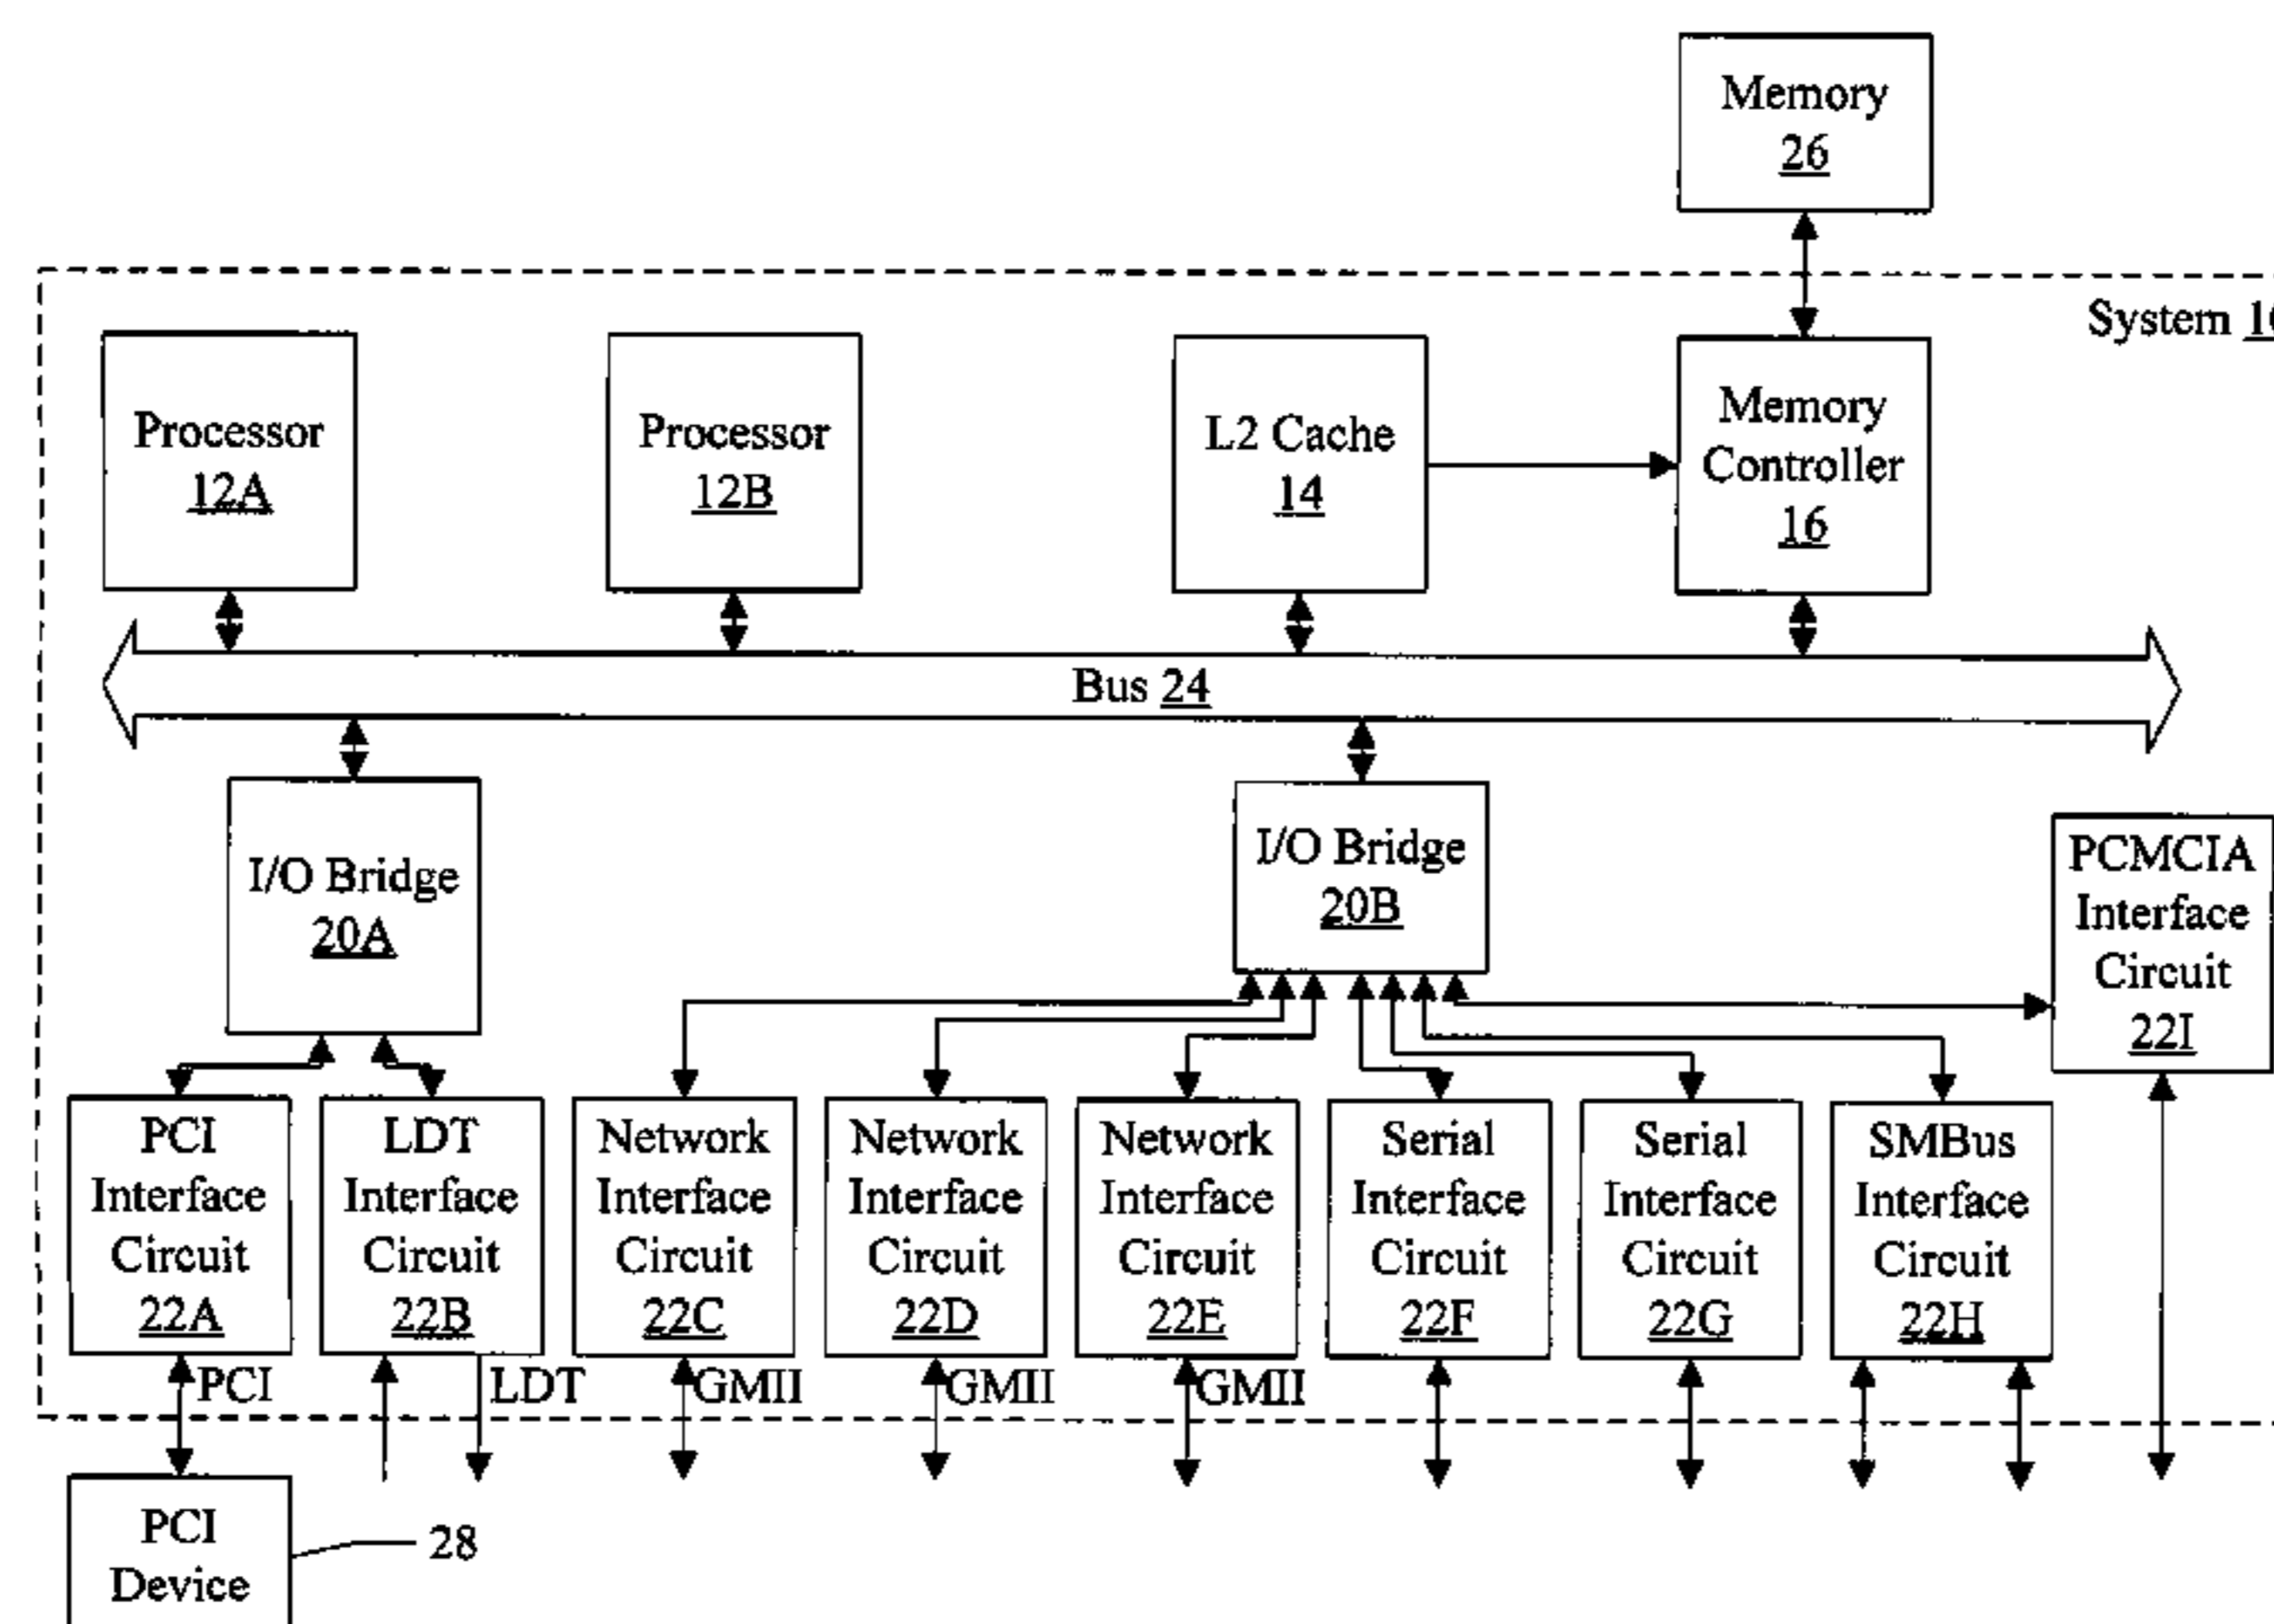 Memory
26
System
Processor
12A
Processor
12B
L2 Cache
14
Memory
Controller
16
Bus 24
I/O Bridge
20A
I/O Bridge
20B
PCMCIA
Interface
Circuit
22I
PCI
Interface
Circuit
22A
LDT
Interface
Circuit
22B
Network
Interface
Circuit
22C
Network
Interface
Circuit
22D
Network
Interface
Circuit
22E
Serial
Interface
Circuit
22F
Serial
Interface
Circuit
22G
SMBus
Interface
Circuit
22H
PCI
LDT
GMII
GMII
GMII
PCI
Device
28